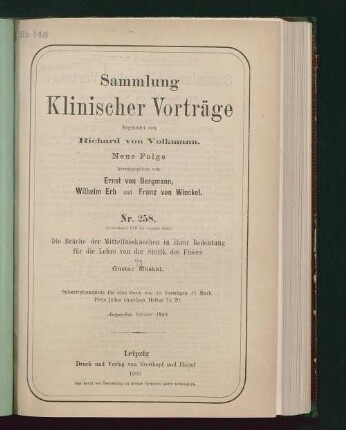 Sammlung
Klinischer Vorträge
begründet von
Richard von Volkmann.
Neue Folge
herausgegeben von
Ernst von Bergmann,
Wilhelm Erb und Franz von Winckel.
Nr. 258.
Die Brüche der Mittelfussknochen in ihrer Bedeutung
für die Lehre von der Statik des Fusses
Von
Gustav Muskat.
Subscriptionspreis für eine Serie von 30 Vorträgen 15 Mark.
Preis jedes einzelnen Heftes 75 Pf.
Ausgegeben October 1899.
Leipzig
Druck und Verlag von Breitkopf und Härtel
1899.